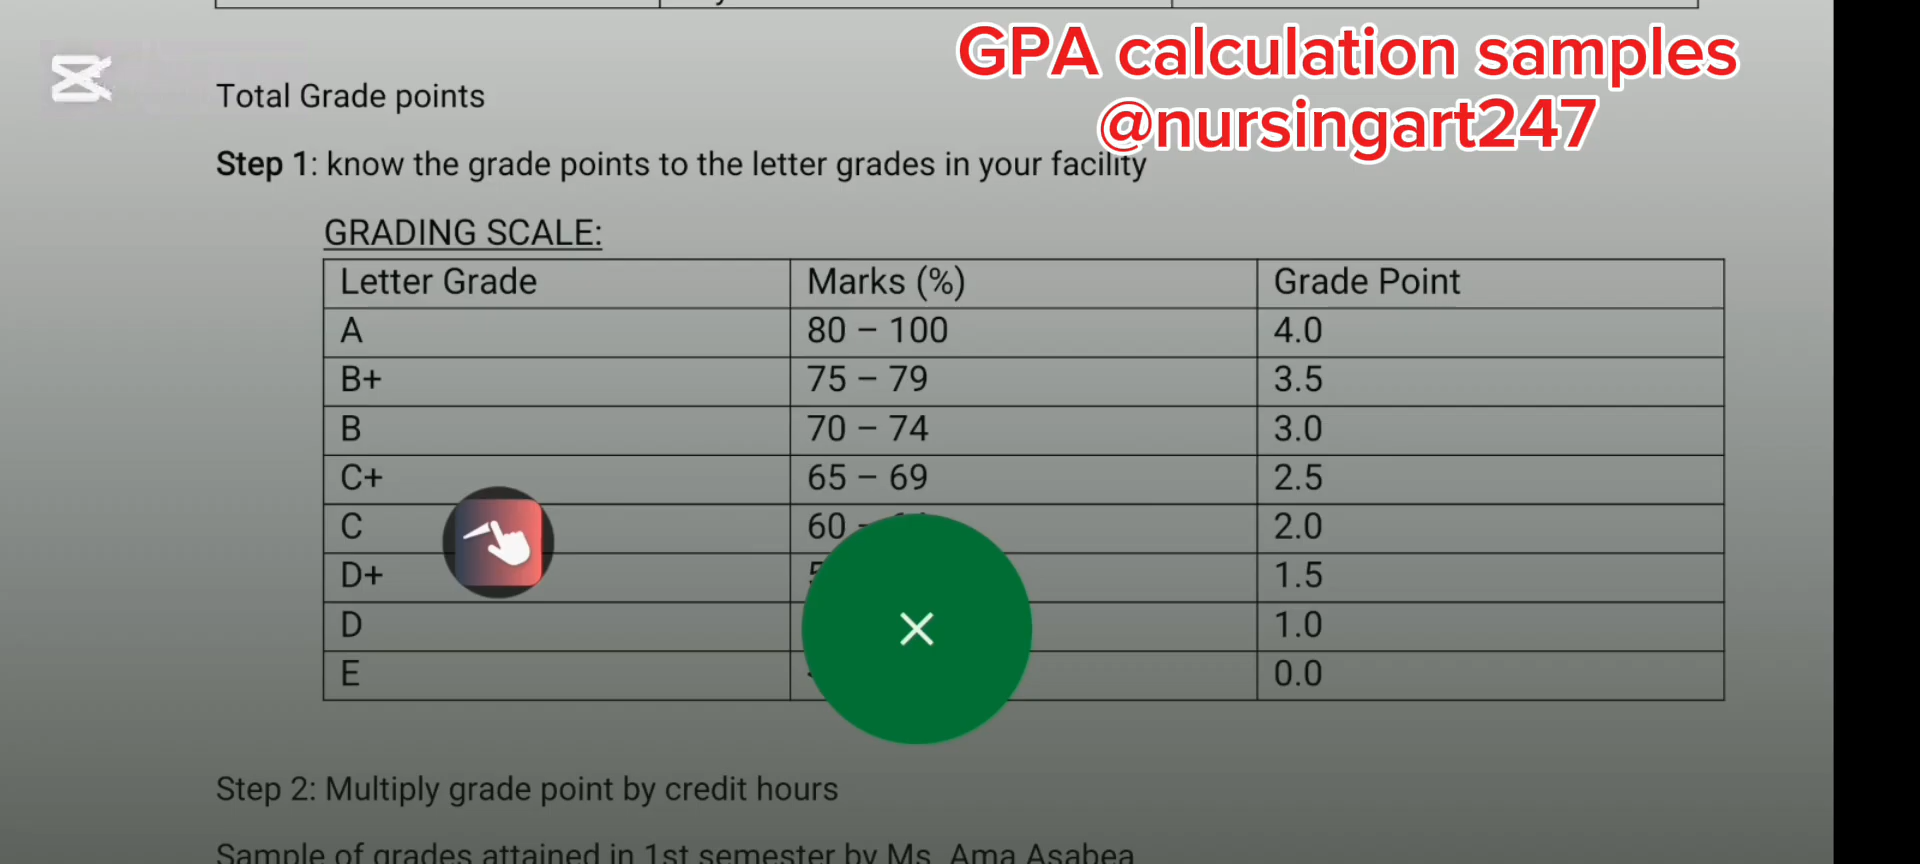 GPA calculation samples
@nursingart247
Total Grade points
Step 1: know the grade points to the letter grades in your facility
GRADING SCALE:
Letter Grade Marks (%) Grade Point
A 80 – 100 4.0
B+ 75 – 79 3.5
B 70 – 74 3.0
C+ 65 – 69 2.5
C 60 – 2.0
D+ 1.5
D 1.0
E 0.0
Step 2: Multiply grade point by credit hours
Sample of grades attained in 1st semester by Ms. Ama Asabea